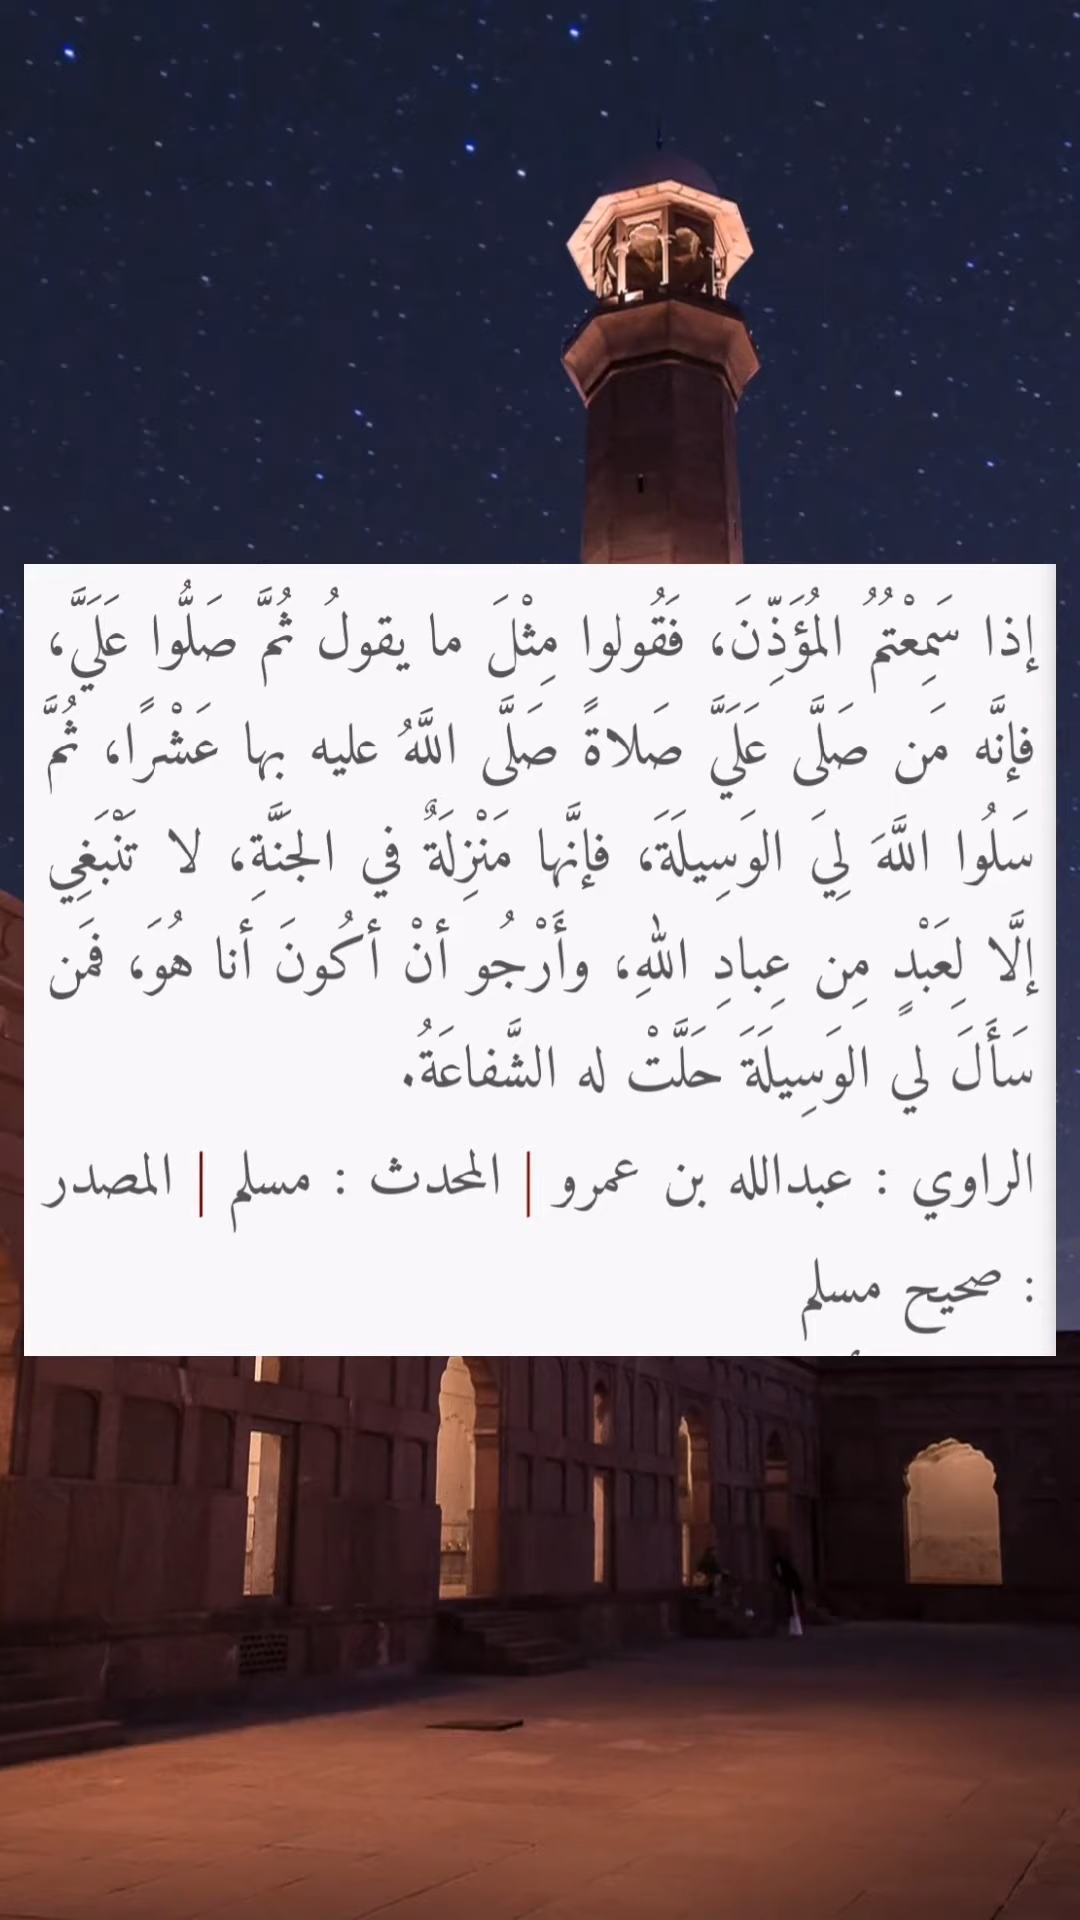 إذا سَمِعْتُمُ المُؤَذِّنَ، فَقُولوا مِثْلَ ما يقولُ ثُمَّ صَلُّوا عَلَيَّ،
فإنَّه مَن صَلَّى عَلَيَّ صَلاةً صَلَّى اللَّهُ عليه بها عَشْرًا، ثُمَّ
سَلُوا اللَّهَ لِيَ الوَسِيلَةَ، فإنَّها مَنْزِلَةٌ في الجَنَّةِ، لا تَنْبَغِي
إلَّا لِعَبْدٍ مِن عِبادِ اللهِ، وأَرْجُو أنْ أكُونَ أنا هُوَ، فمَن
سَأَلَ لي الوَسِيلَةَ حَلَّتْ له الشَّفاعَةُ.
الراوي : عبدالله بن عمرو | المحدث : مسلم | المصدر
: صحيح مسلم